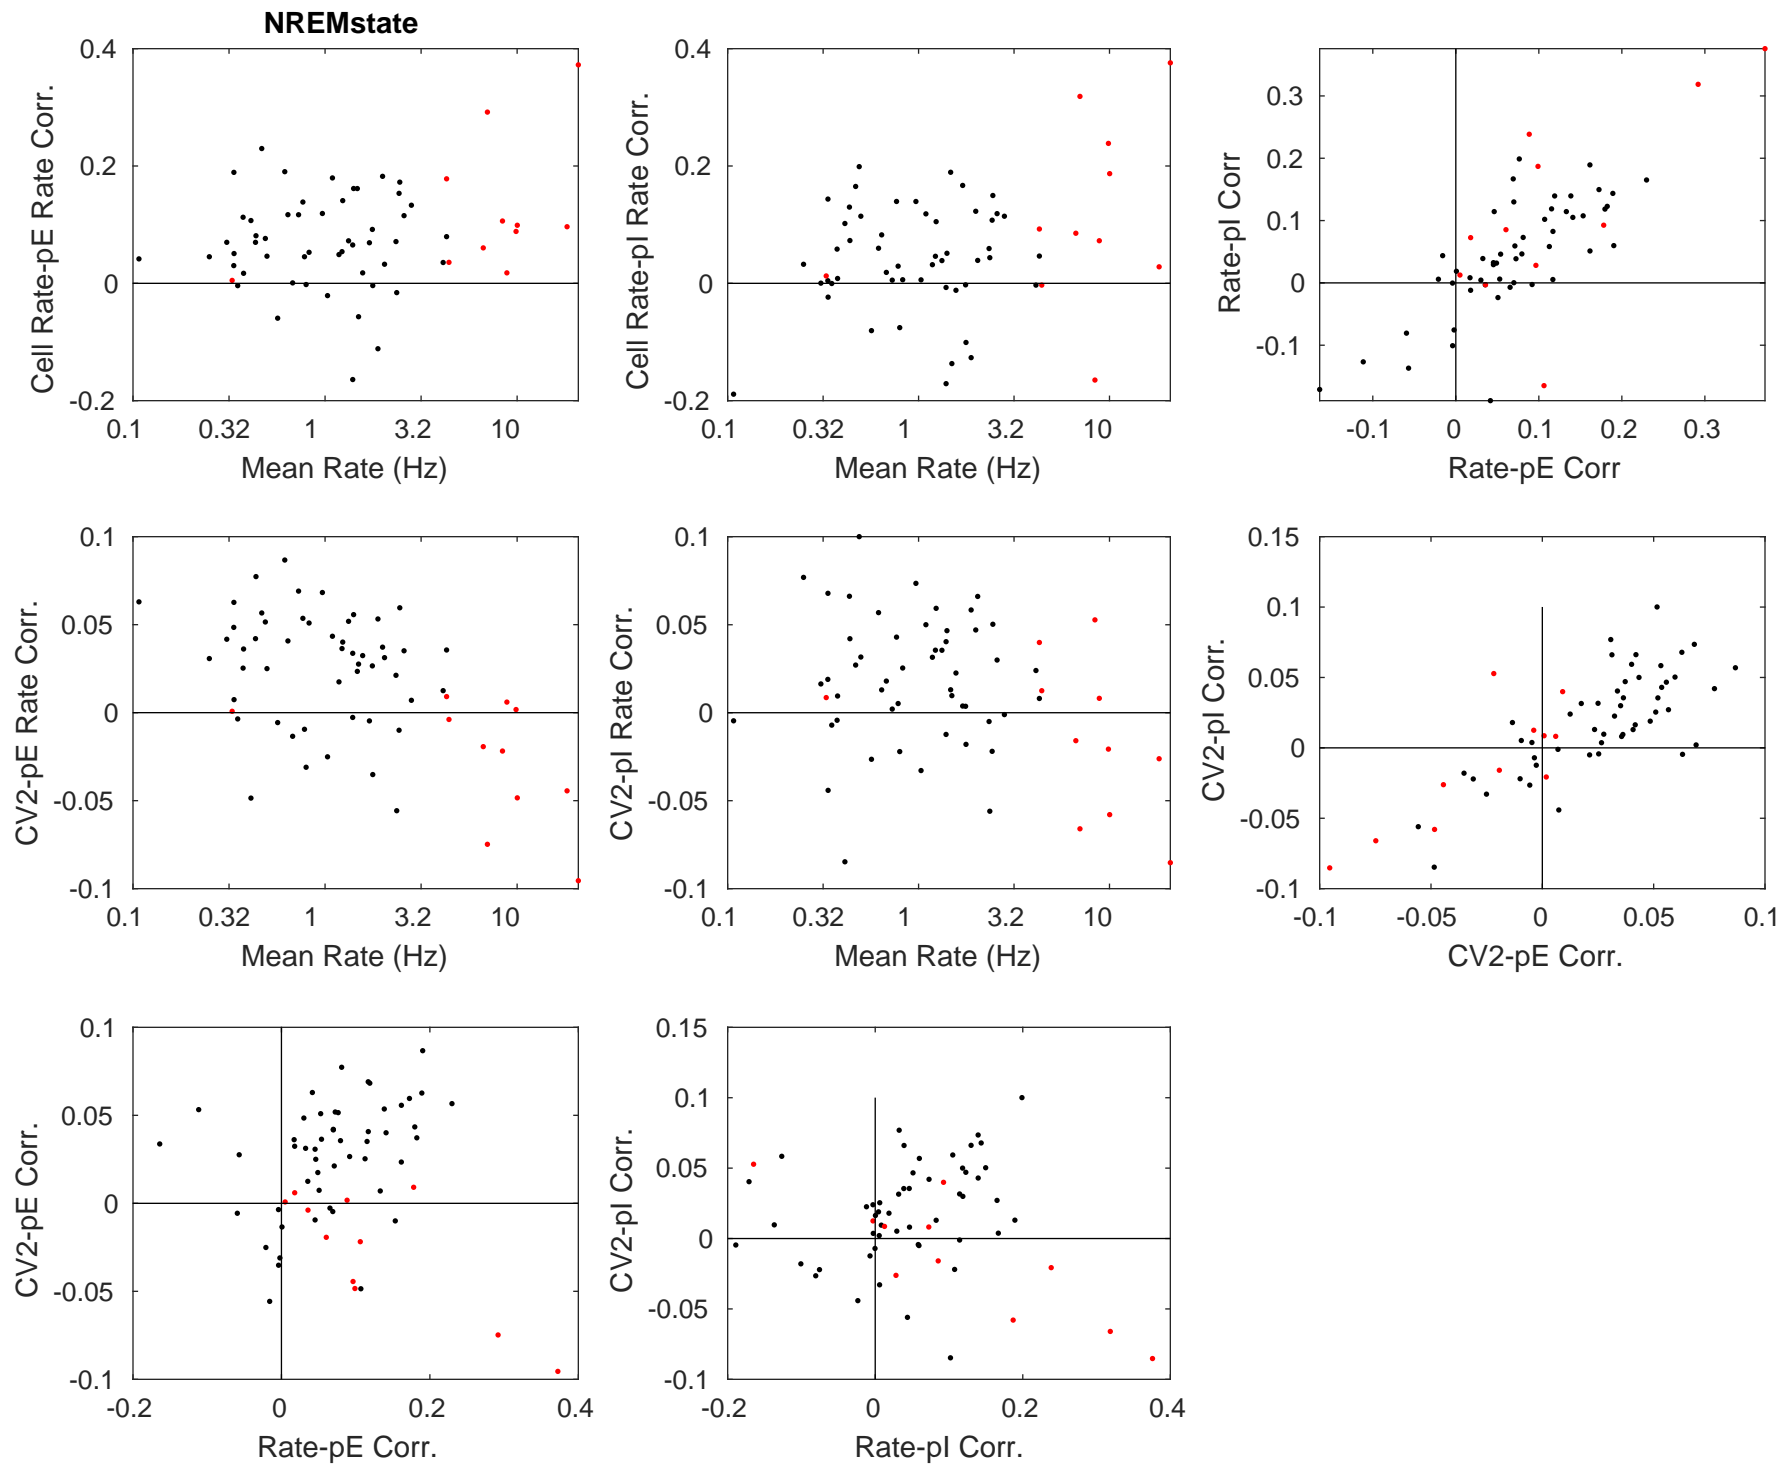 NREMstate
0.4
0.2
0
-0.2
Cell Rate-pE Rate Corr.
0.1 0.32 1 3.2 10
Mean Rate (Hz)
0.4
0.2
0
-0.2
Cell Rate-pI Rate Corr.
0.1 0.32 1 3.2 10
Mean Rate (Hz)
0.3
0.2
0.1
0
-0.1
Rate-pI Corr
-0.1 0 0.1 0.2 0.3
Rate-pE Corr
0.1
0.05
0
-0.05
-0.1
CV2-pE Rate Corr.
0.1 0.32 1 3.2 10
Mean Rate (Hz)
0.1
0.05
0
-0.05
-0.1
CV2-pI Rate Corr.
0.1 0.32 1 3.2 10
Mean Rate (Hz)
0.15
0.1
0.05
0
-0.05
-0.1
CV2-pI Corr.
-0.1 -0.05 0 0.05 0.1
CV2-pE Corr.
0.1
0.05
0
-0.05
-0.1
CV2-pE Corr.
-0.2 0 0.2 0.4
Rate-pE Corr.
0.15
0.1
0.05
0
-0.05
-0.1
CV2-pI Corr.
-0.2 0 0.2 0.4
Rate-pI Corr.